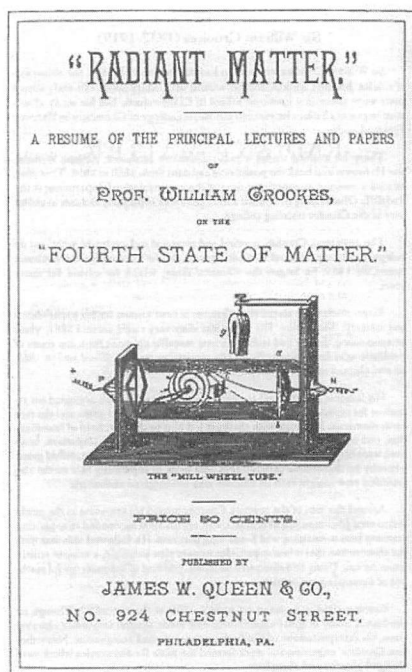 "RADIANT MATTER."
A RESUME OF THE PRINCIPAL LECTURES AND PAPERS
OF
PROF. WILLIAM CROOKES,
ON THE
"FOURTH STATE OF MATTER."
THE "MILL WHEEL TUBE."
PRICE 50 CENTS.
PUBLISHED BY
JAMES W. QUEEN & CO.,
No. 924 CHESTNUT STREET.
PHILADELPHIA, PA.